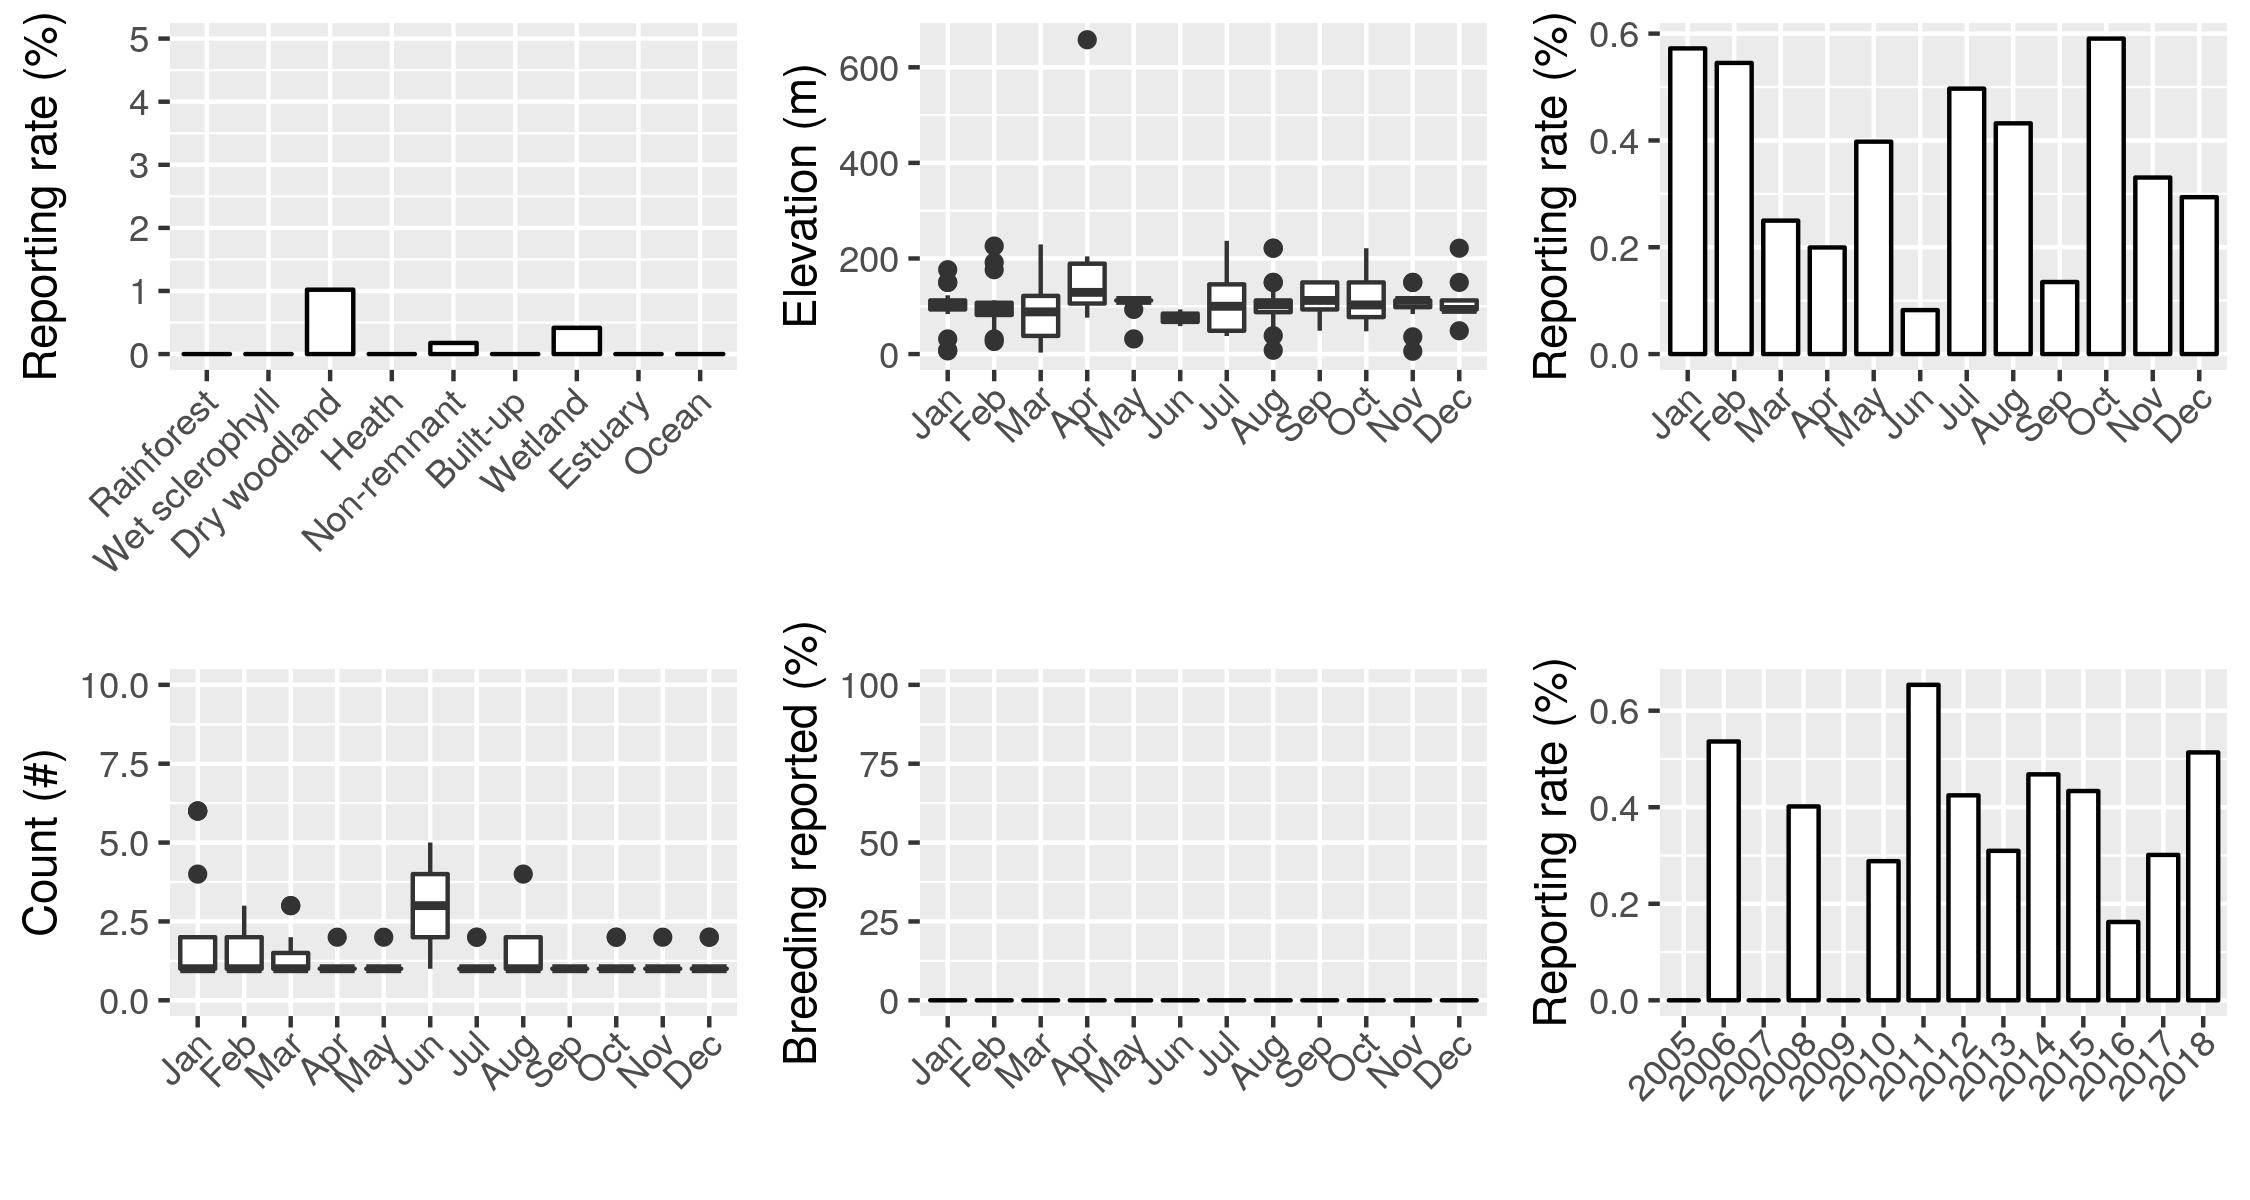 Reporting rate (%)
5
4
3
2
1
0
Rainforest
Wet sclerophyll
Dry woodland
Heath
Non-remnant
Built-up
Wetland
Estuary
Ocean
Elevation (m)
600
400
200
0
Jan
Feb
Mar
Apr
May
Jun
Jul
Aug
Sep
Oct
Nov
Dec
Reporting rate (%)
0.6
0.4
0.2
0.0
Jan
Feb
Mar
Apr
May
Jun
Jul
Aug
Sep
Oct
Nov
Dec
Count (#)
10.0
7.5
5.0
2.5
0.0
Jan
Feb
Mar
Apr
May
Jun
Jul
Aug
Sep
Oct
Nov
Dec
Breeding reported (%)
100
75
50
25
0
Jan
Feb
Mar
Apr
May
Jun
Jul
Aug
Sep
Oct
Nov
Dec
Reporting rate (%)
0.6
0.4
0.2
0.0
2005
2006
2007
2008
2009
2010
2011
2012
2013
2014
2015
2016
2017
2018